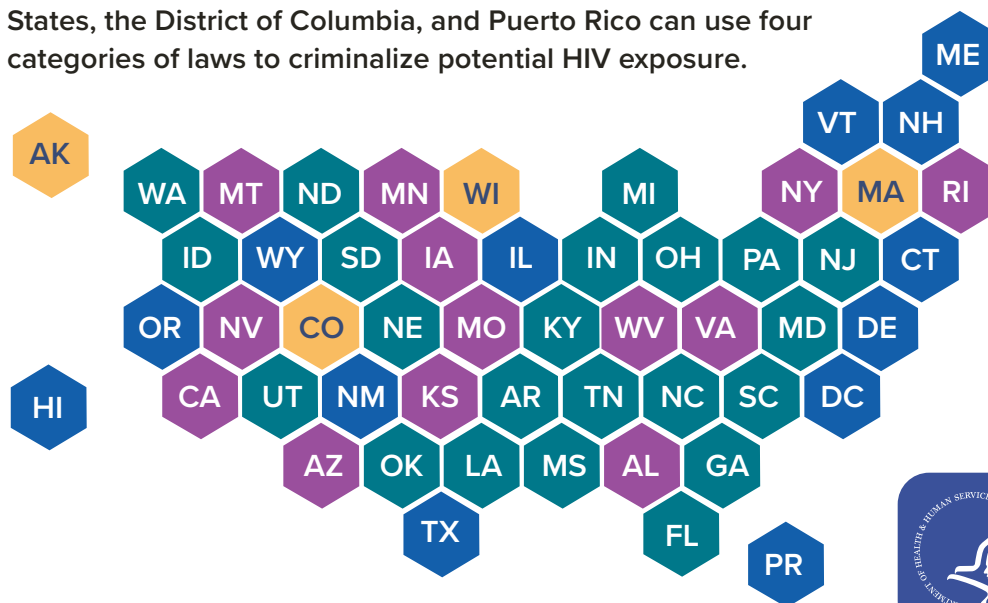 States, the District of Columbia, and Puerto Rico can use four
categories of laws to criminalize potential HIV exposure.
ME
VT NH
AK
WA MT ND MN WI MI NY MA RI
ID WY SD IA IL IN OH PA NJ CT
OR NV CO NE MO KY WV VA MD DE
HI
CA UT NM KS AR TN NC SC DC
AZ OK LA MS AL GA
TX FL
PR
HEALTH & HUMAN